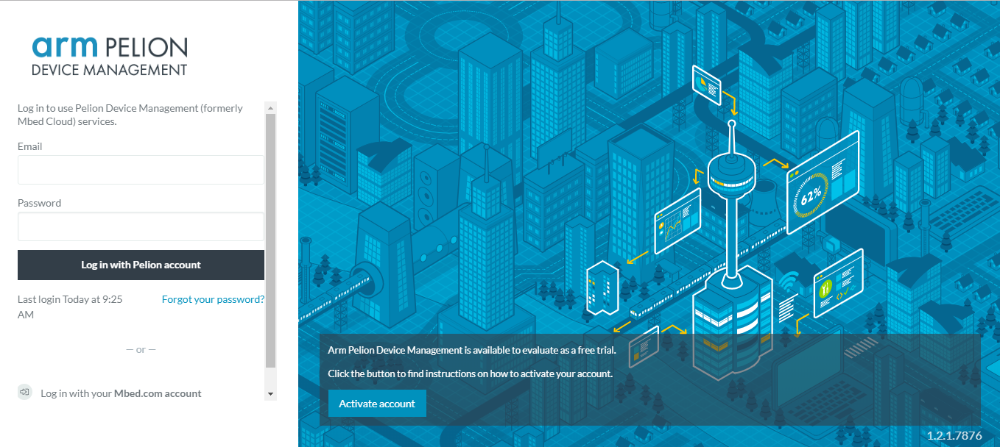 arm PELION
DEVICE MANAGEMENT
Log in to use Pelion Device Management (formerly
Mbed Cloud) services.
Email
Password
Log in with Pelion account
Last login Today at 9:25
AM
Forgot your password?
— or —
Log in with your Mbed.com account
62%
Arm Pelion Device Management is available to evaluate as a free trial.
Click the button to find instructions on how to activate your account.
Activate account
1.2.1.7876